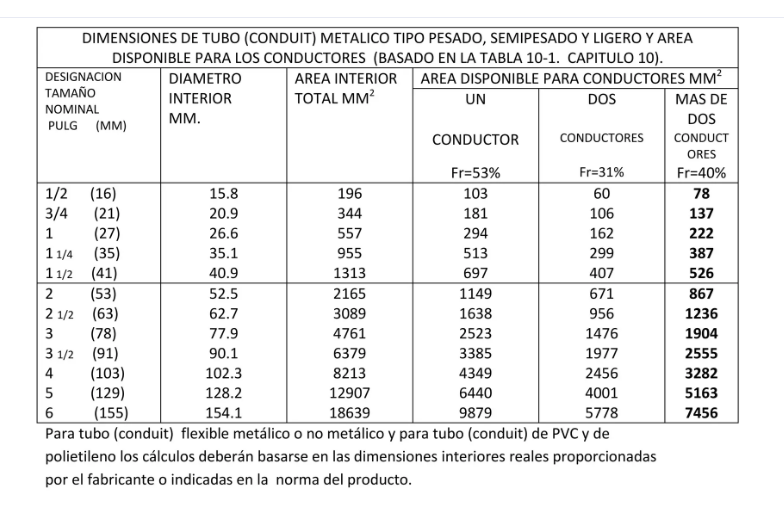 DIMENSIONES DE TUBO (CONDUIT) METALICO TIPO PESADO, SEMIPESADO Y LIGERO Y AREA
DISPONIBLE PARA LOS CONDUCTORES (BASADO EN LA TABLA 10-1. CAPITULO 10).
DESIGNACION TAMAÑO NOMINAL PULG (MM) | DIAMETRO INTERIOR MM. | AREA INTERIOR TOTAL MM² | AREA DISPONIBLE PARA CONDUCTORES MM²
UN CONDUCTOR Fr=53% | DOS CONDUCTORES Fr=31% | MAS DE DOS CONDUCT ORES Fr=40%
1/2 (16) 15.8 196 103 60 78
3/4 (21) 20.9 344 181 106 137
1 (27) 26.6 557 294 162 222
1 1/4 (35) 35.1 955 513 299 387
1 1/2 (41) 40.9 1313 697 407 526
2 (53) 52.5 2165 1149 671 867
2 1/2 (63) 62.7 3089 1638 956 1236
3 (78) 77.9 4761 2523 1476 1904
3 1/2 (91) 90.1 6379 3385 1977 2555
4 (103) 102.3 8213 4349 2456 3282
5 (129) 128.2 12907 6440 4001 5163
6 (155) 154.1 18639 9879 5778 7456
Para tubo (conduit) flexible metálico o no metálico y para tubo (conduit) de PVC y de
polietileno los cálculos deberán basarse en las dimensiones interiores reales proporcionadas
por el fabricante o indicadas en la norma del producto.